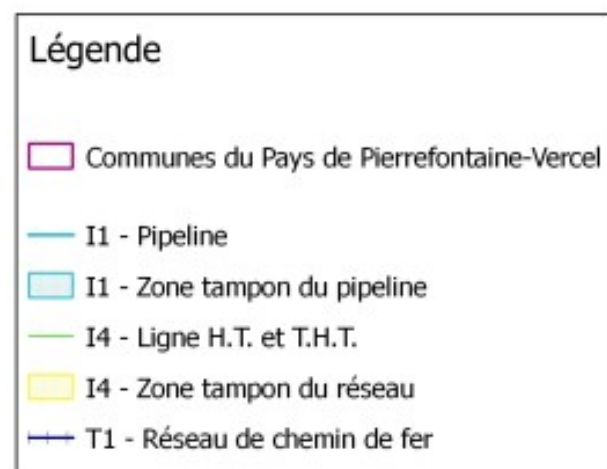 Légende
Communes du Pays de Pierrefontaine-Vercel
I1 - Pipeline
I1 - Zone tampon du pipeline
I4 - Ligne H.T. et T.H.T.
I4 - Zone tampon du réseau
T1 - Réseau de chemin de fer